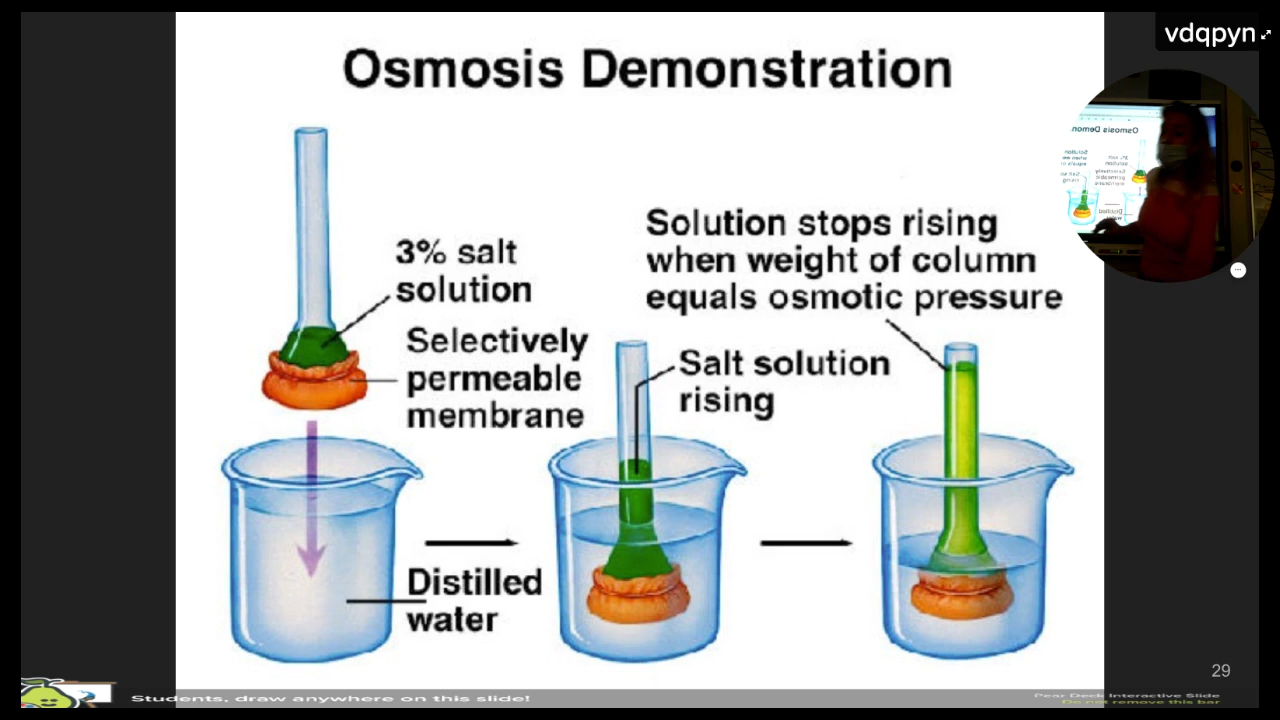 vdqpyn
Osmosis Demonstration
3% salt
solution
Selectively
permeable
membrane
Distilled
water
Salt solution
rising
Solution stops rising
when weight of column
equals osmotic pressure
29
Students, draw anywhere on this slide!
Pear Deck Interactive Slide
Do not remove this bar
Osmosis Demon